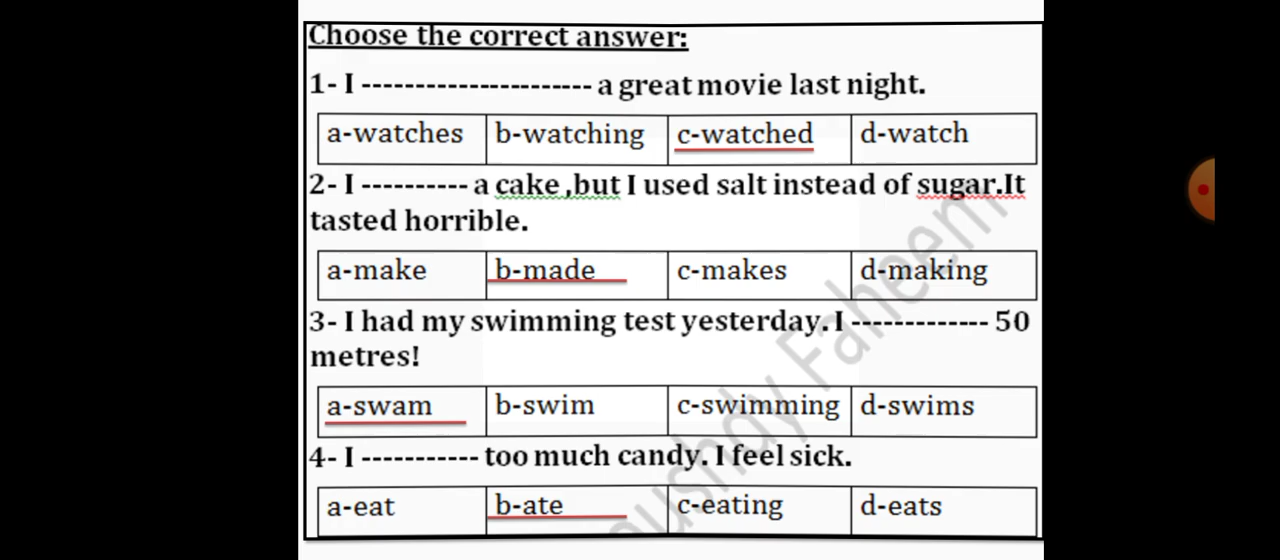 Choose the correct answer:
1- I --------------------- a great movie last night.
a-watches b-watching c-watched d-watch
2- I ---------- a cake ,but I used salt instead of sugar.It
tasted horrible.
a-make b-made c-makes d-making
3- I had my swimming test yesterday. I ------------- 50
metres!
a-swam b-swim c-swimming d-swims
4- I ----------- too much candy. I feel sick.
a-eat b-ate c-eating d-eats
Faheem